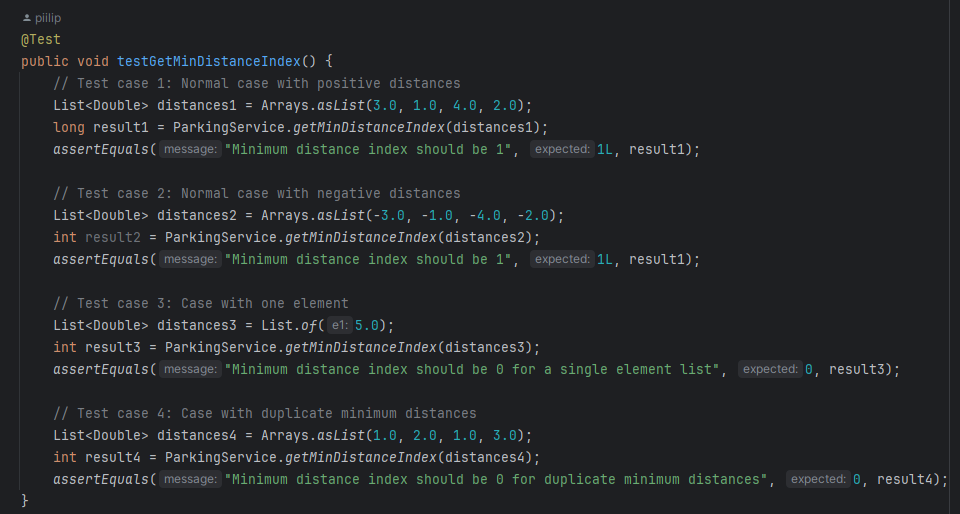 piilip
@Test
public void testGetMinDistanceIndex() {
// Test case 1: Normal case with positive distances
List<Double> distances1 = Arrays.asList(3.0, 1.0, 4.0, 2.0);
long result1 = ParkingService.getMinDistanceIndex(distances1);
assertEquals( message: "Minimum distance index should be 1", expected: 1L, result1);
// Test case 2: Normal case with negative distances
List<Double> distances2 = Arrays.asList(-3.0, -1.0, -4.0, -2.0);
int result2 = ParkingService.getMinDistanceIndex(distances2);
assertEquals( message: "Minimum distance index should be 1", expected: 1L, result1);
// Test case 3: Case with one element
List<Double> distances3 = List.of( e1: 5.0);
int result3 = ParkingService.getMinDistanceIndex(distances3);
assertEquals( message: "Minimum distance index should be 0 for a single element list", expected: 0, result3);
// Test case 4: Case with duplicate minimum distances
List<Double> distances4 = Arrays.asList(1.0, 2.0, 1.0, 3.0);
int result4 = ParkingService.getMinDistanceIndex(distances4);
assertEquals( message: "Minimum distance index should be 0 for duplicate minimum distances", expected: 0, result4);
}